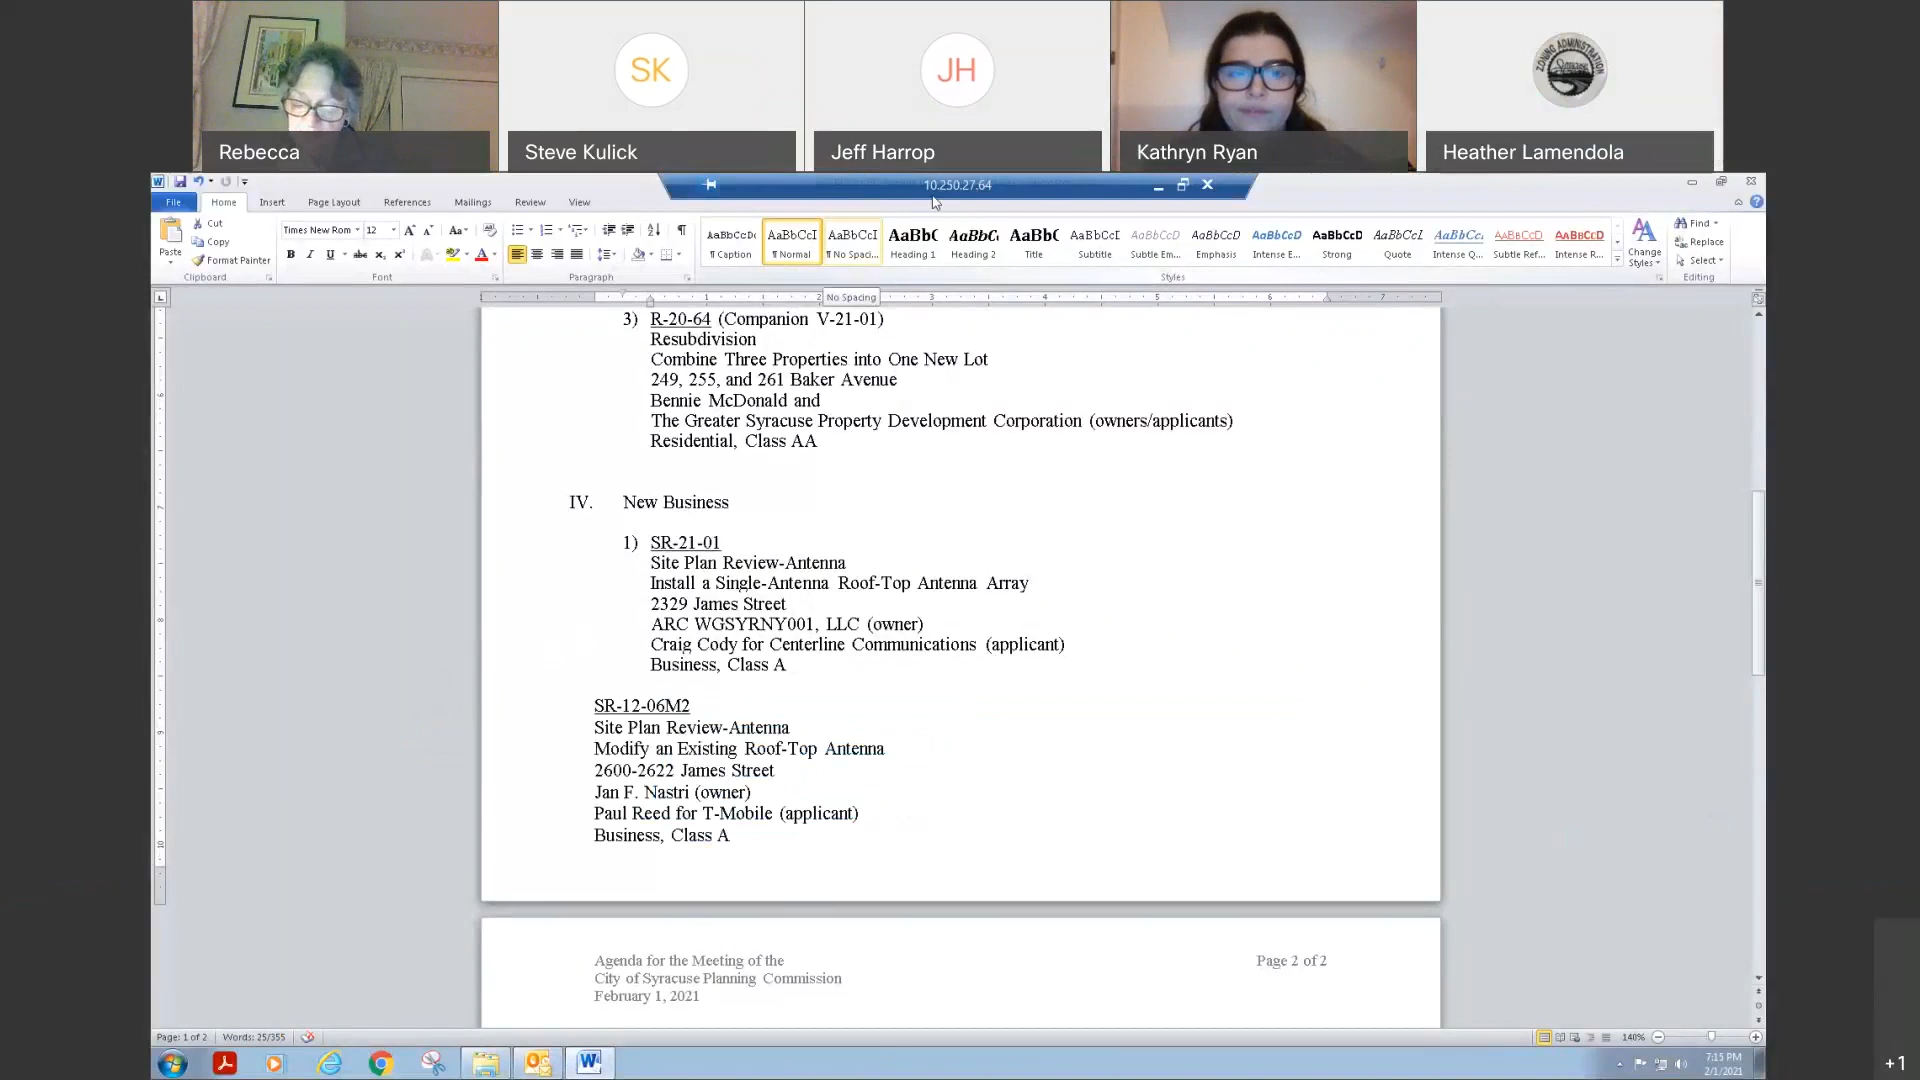 SK
JH
ZONING ADMINISTRATION
Rebecca
Steve Kulick
Jeff Harrop
Kathryn Ryan
Heather Lamendola
10.250.27.64
File Home Insert Page Layout References Mailings Review View
Paste
Cut
Copy
Format Painter
Times New Rom 12
AaBbCcDc AaBbCcI AaBbCcI AaBbC AaBbC AaBbC AaBbCcI AaBbCcD AaBbCcD AaBbCcD AaBbCcD AaBbCcI AaBbCcI AABBCCD AABBCCD
¶ Caption ¶ Normal ¶ No Spaci... Heading 1 Heading 2 Title Subtitle Subtle Em... Emphasis Intense E... Strong Quote Intense Q... Subtle Ref... Intense R...
Change Styles
Find
Replace
Select
Clipboard Font Paragraph Styles Editing
No Spacing
3) R-20-64 (Companion V-21-01)
Resubdivision
Combine Three Properties into One New Lot
249, 255, and 261 Baker Avenue
Bennie McDonald and
The Greater Syracuse Property Development Corporation (owners/applicants)
Residential, Class AA
IV. New Business
1) SR-21-01
Site Plan Review-Antenna
Install a Single-Antenna Roof-Top Antenna Array
2329 James Street
ARC WGSYRNY001, LLC (owner)
Craig Cody for Centerline Communications (applicant)
Business, Class A
SR-12-06M2
Site Plan Review-Antenna
Modify an Existing Roof-Top Antenna
2600-2622 James Street
Jan F. Nastri (owner)
Paul Reed for T-Mobile (applicant)
Business, Class A
Agenda for the Meeting of the Page 2 of 2
City of Syracuse Planning Commission
February 1, 2021
Page: 1 of 2 Words: 25/355 140%
7:15 PM
2/1/2021
+1